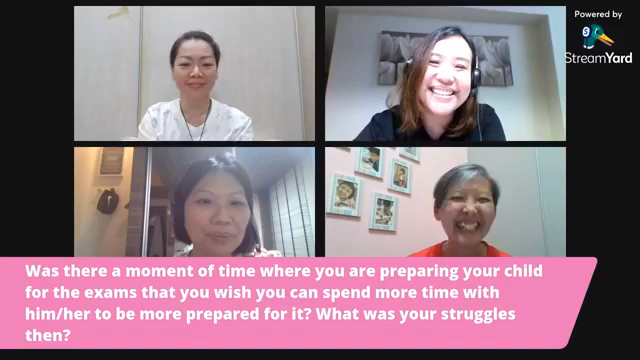 Powered by
StreamYard
Was there a moment of time where you are preparing your child
for the exams that you wish you can spend more time with
him/her to be more prepared for it? What was your struggles
then?